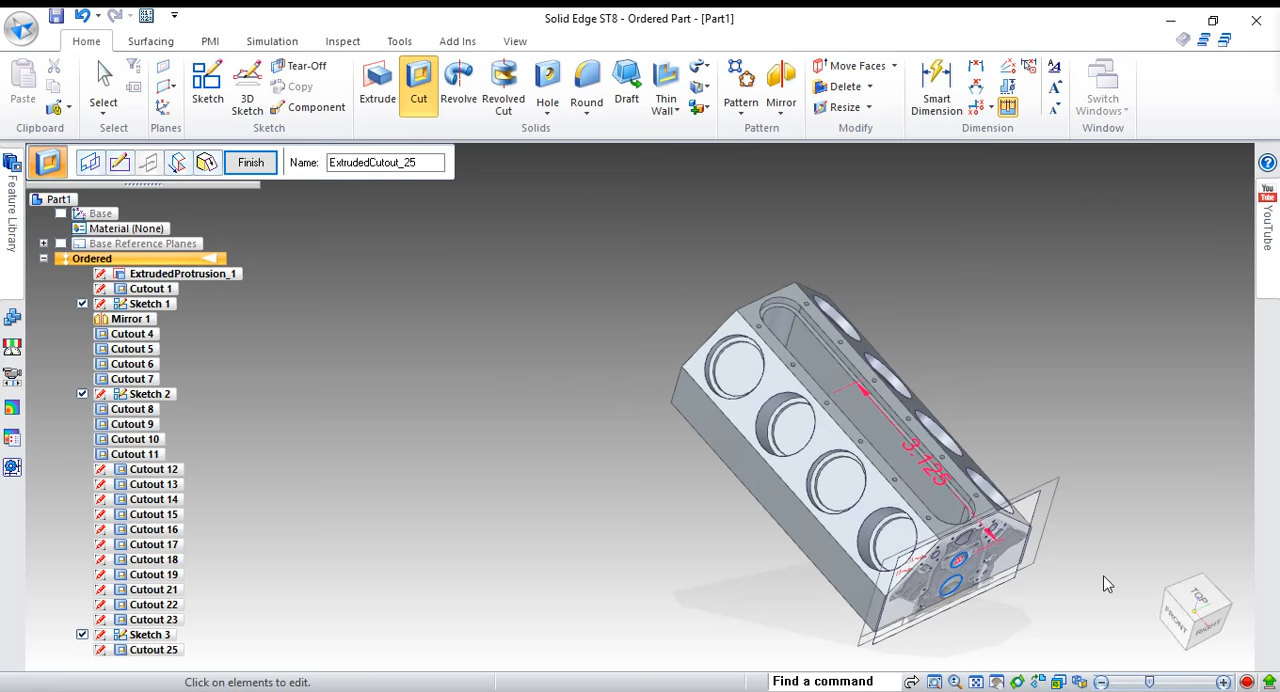 Solid Edge ST8 - Ordered Part - [Part1]
Home Surfacing PMI Simulation Inspect Tools Add Ins View
Paste
Clipboard
Select
Select
Planes
Sketch
3D Sketch
Tear-Off
Copy
Component
Sketch
Extrude
Cut
Revolve
Revolved Cut
Hole
Round
Draft
Thin Wall
Solids
Pattern
Mirror
Pattern
Move Faces
Delete
Resize
Modify
Smart Dimension
Dimension
Switch Windows
Window
Finish
Name: ExtrudedCutout_25
Feature Library
You Tube
YouTube
Part1
Base
Material (None)
Base Reference Planes
Ordered
ExtrudedProtrusion_1
Cutout 1
Sketch 1
Mirror 1
Cutout 4
Cutout 5
Cutout 6
Cutout 7
Sketch 2
Cutout 8
Cutout 9
Cutout 10
Cutout 11
Cutout 12
Cutout 13
Cutout 14
Cutout 15
Cutout 16
Cutout 17
Cutout 18
Cutout 19
Cutout 21
Cutout 22
Cutout 23
Sketch 3
Cutout 25
3.125
TOP
FRONT
RIGHT
Click on elements to edit.
Find a command